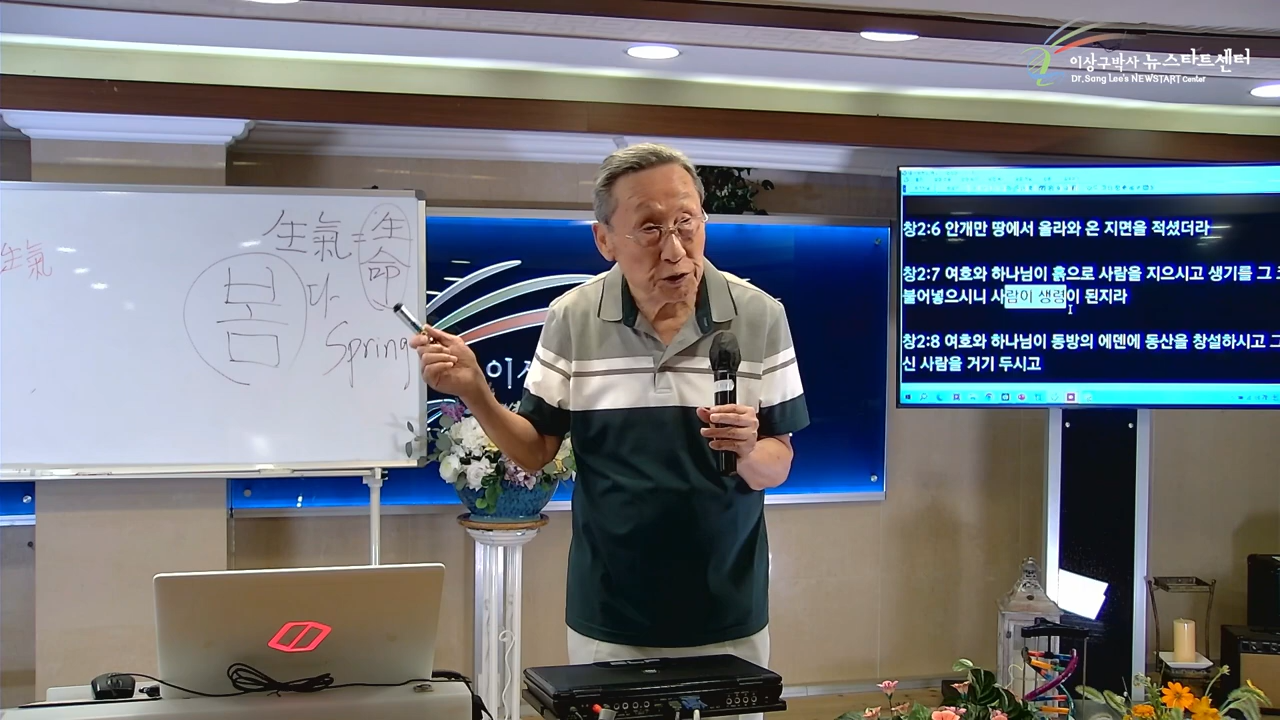 이상구박사 뉴스타트센터
Dr. Sang Lee's NEWSTART Center
生氣
生氣=生命
봄다
Spring
이상
창2:6 안개만 땅에서 올라와 온 지면을 적셨더라
창2:7 여호와 하나님이 흙으로 사람을 지으시고 생기를 그
불어넣으시니 사람이 생령이 된지라
창2:8 여호와 하나님이 동방의 에덴에 동산을 창설하시고
신 사람을 거기 두시고